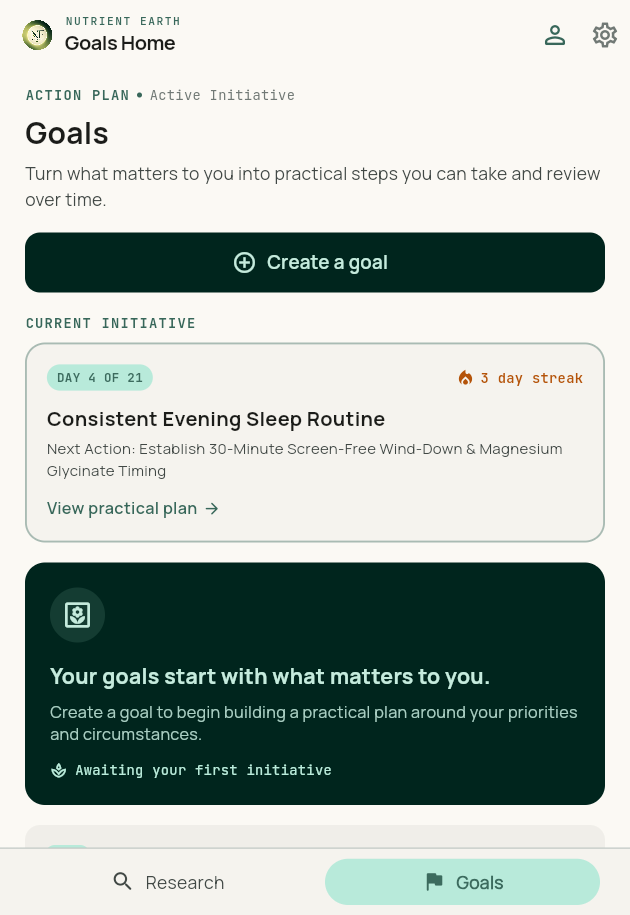 NUTRIENT EARTH
Goals Home
ACTION PLAN • Active Initiative
Goals
Turn what matters to you into practical steps you can take and review
over time.
Create a goal
CURRENT INITIATIVE
DAY 4 OF 21
3 day streak
Consistent Evening Sleep Routine
Next Action: Establish 30-Minute Screen-Free Wind-Down & Magnesium
Glycinate Timing
View practical plan →
Your goals start with what matters to you.
Create a goal to begin building a practical plan around your priorities
and circumstances.
Awaiting your first initiative
Research
Goals